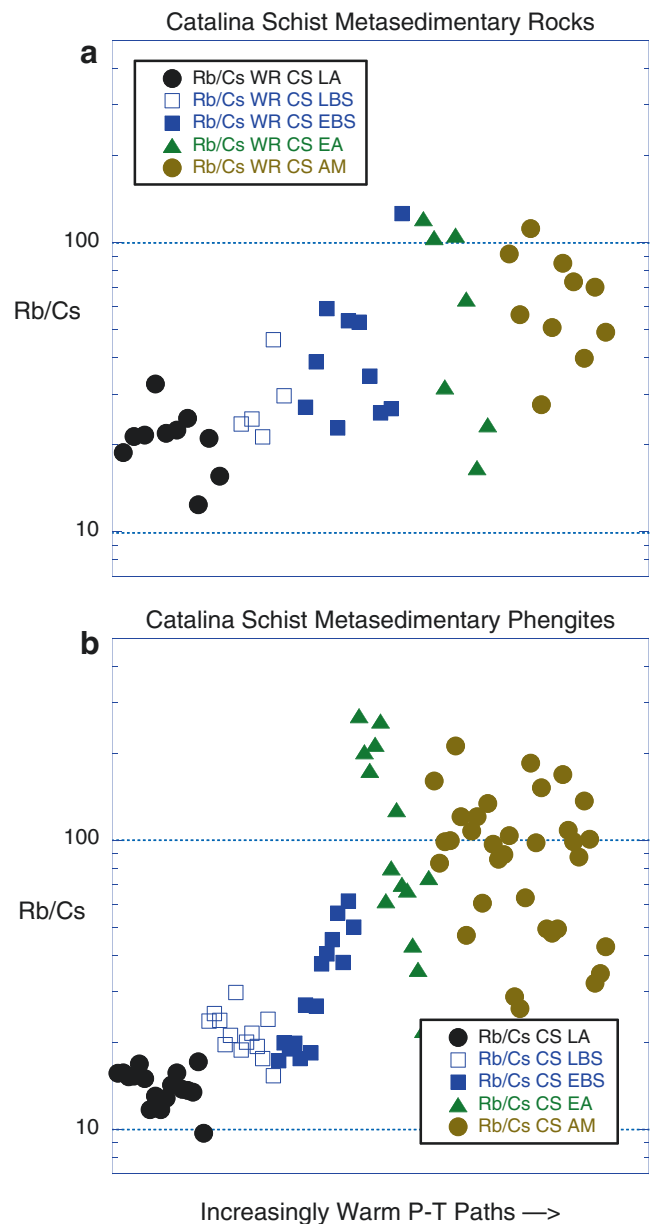 Catalina Schist Metasedimentary Rocks
a
Rb/Cs WR CS LA
Rb/Cs WR CS LBS
Rb/Cs WR CS EBS
Rb/Cs WR CS EA
Rb/Cs WR CS AM
100
Rb/Cs
10
Catalina Schist Metasedimentary Phengites
b
100
Rb/Cs
Rb/Cs CS LA
Rb/Cs CS LBS
Rb/Cs CS EBS
Rb/Cs CS EA
Rb/Cs CS AM
10
Increasingly Warm P-T Paths —>